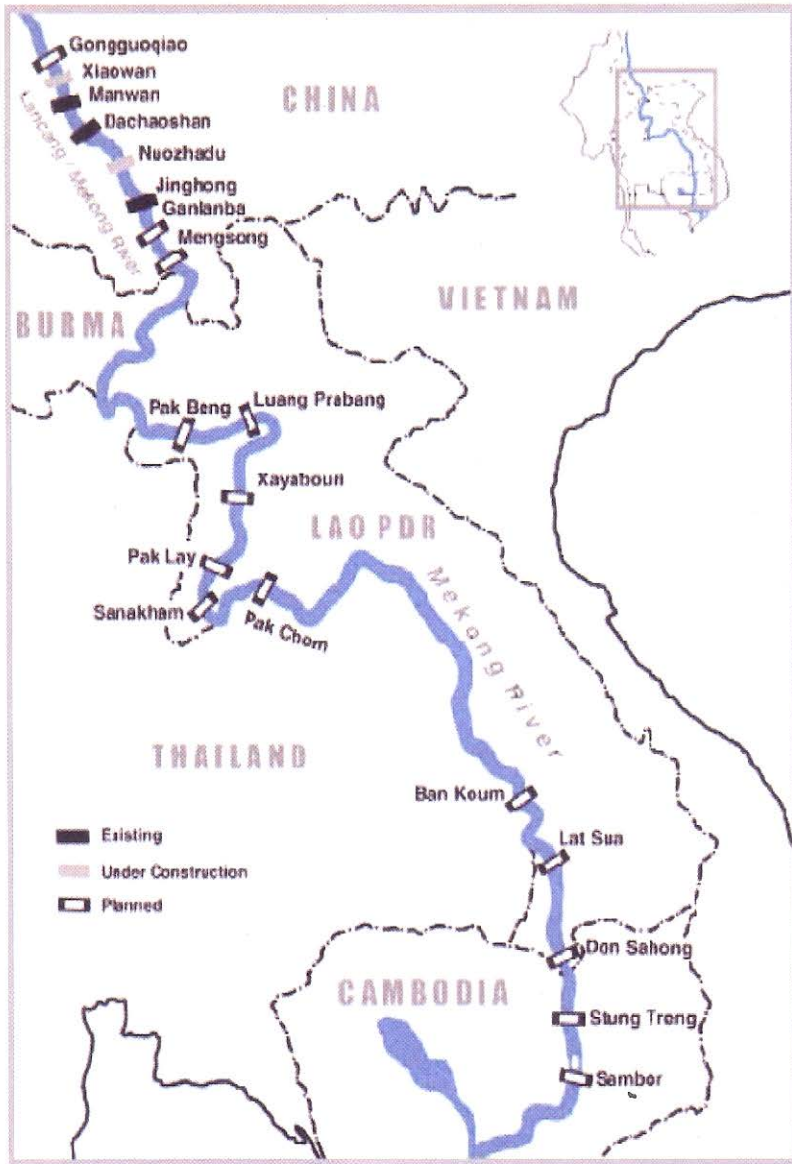 Gongguoqiao
Xiaowan
Manwan
CHINA
Dachaoshan
Nuozhadu
Lancang / Mekong River
Jinghong
Ganlanba
Mengsong
VIETNAM
BURMA
Luang Prabang
Pak Beng
Xayabouri
LAO PDR
Pak Lay
Mekong River
Sanakham
Pak Chom
THAILAND
Ban Koum
Existing
Lat Sua
Under Construction
Planned
Don Sahong
CAMBODIA
Stung Treng
Sambor